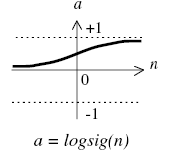 a
+1
n
0
-1
a = logsig(n)